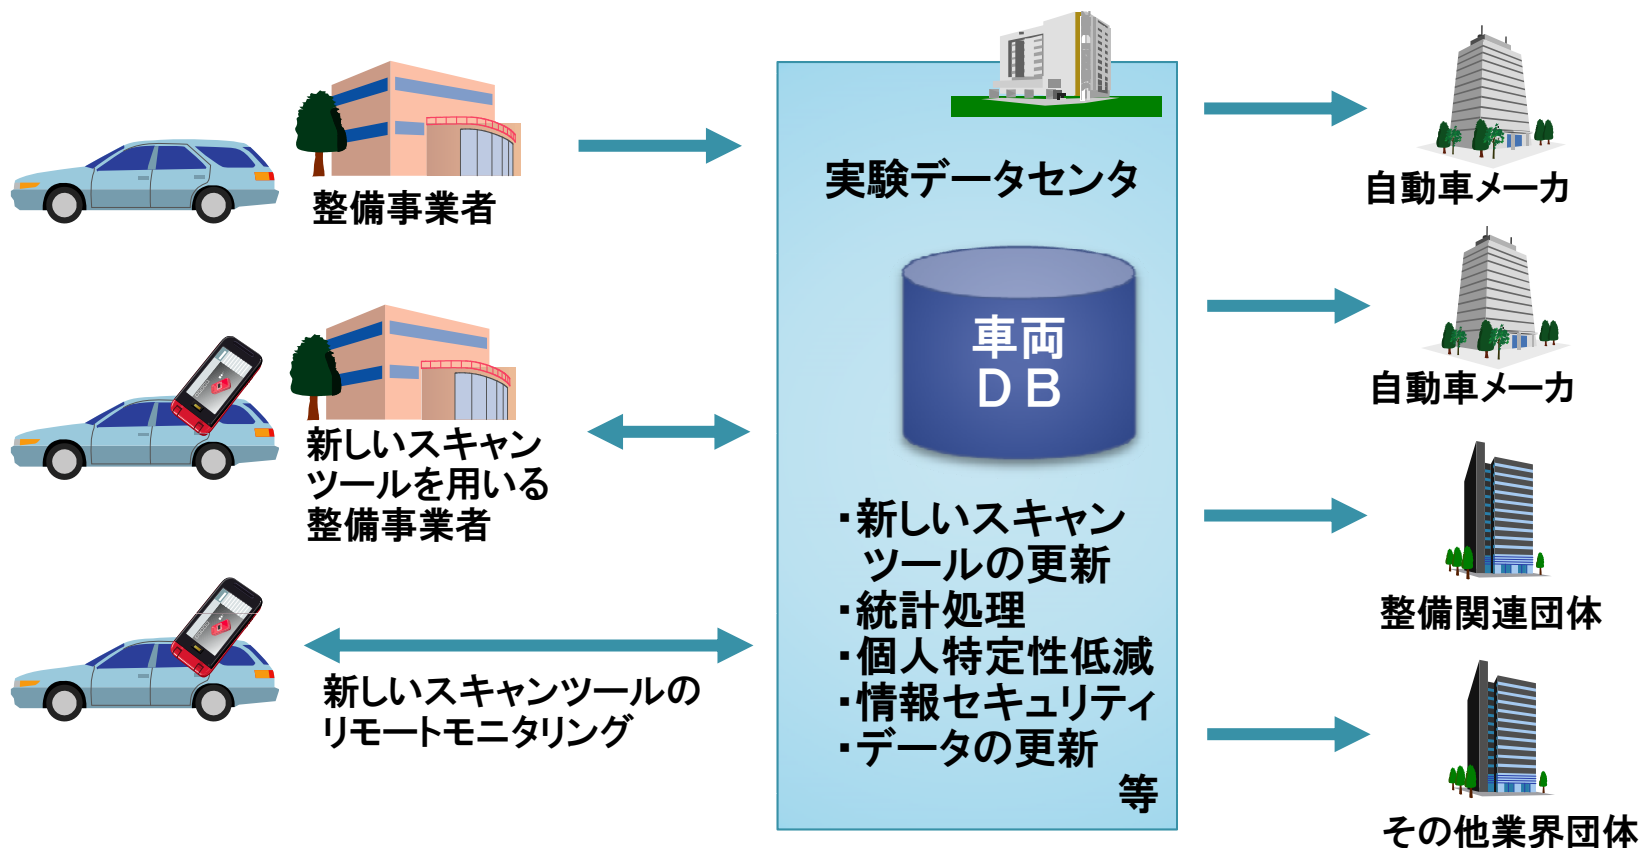 整備事業者
新しいスキャン
ツールを用いる
整備事業者
新しいスキャンツールの
リモートモニタリング
実験データセンタ
車両
ＤＢ
・新しいスキャン
ツールの更新
・統計処理
・個人特定性低減
・情報セキュリティ
・データの更新
等
自動車メーカ
自動車メーカ
整備関連団体
その他業界団体